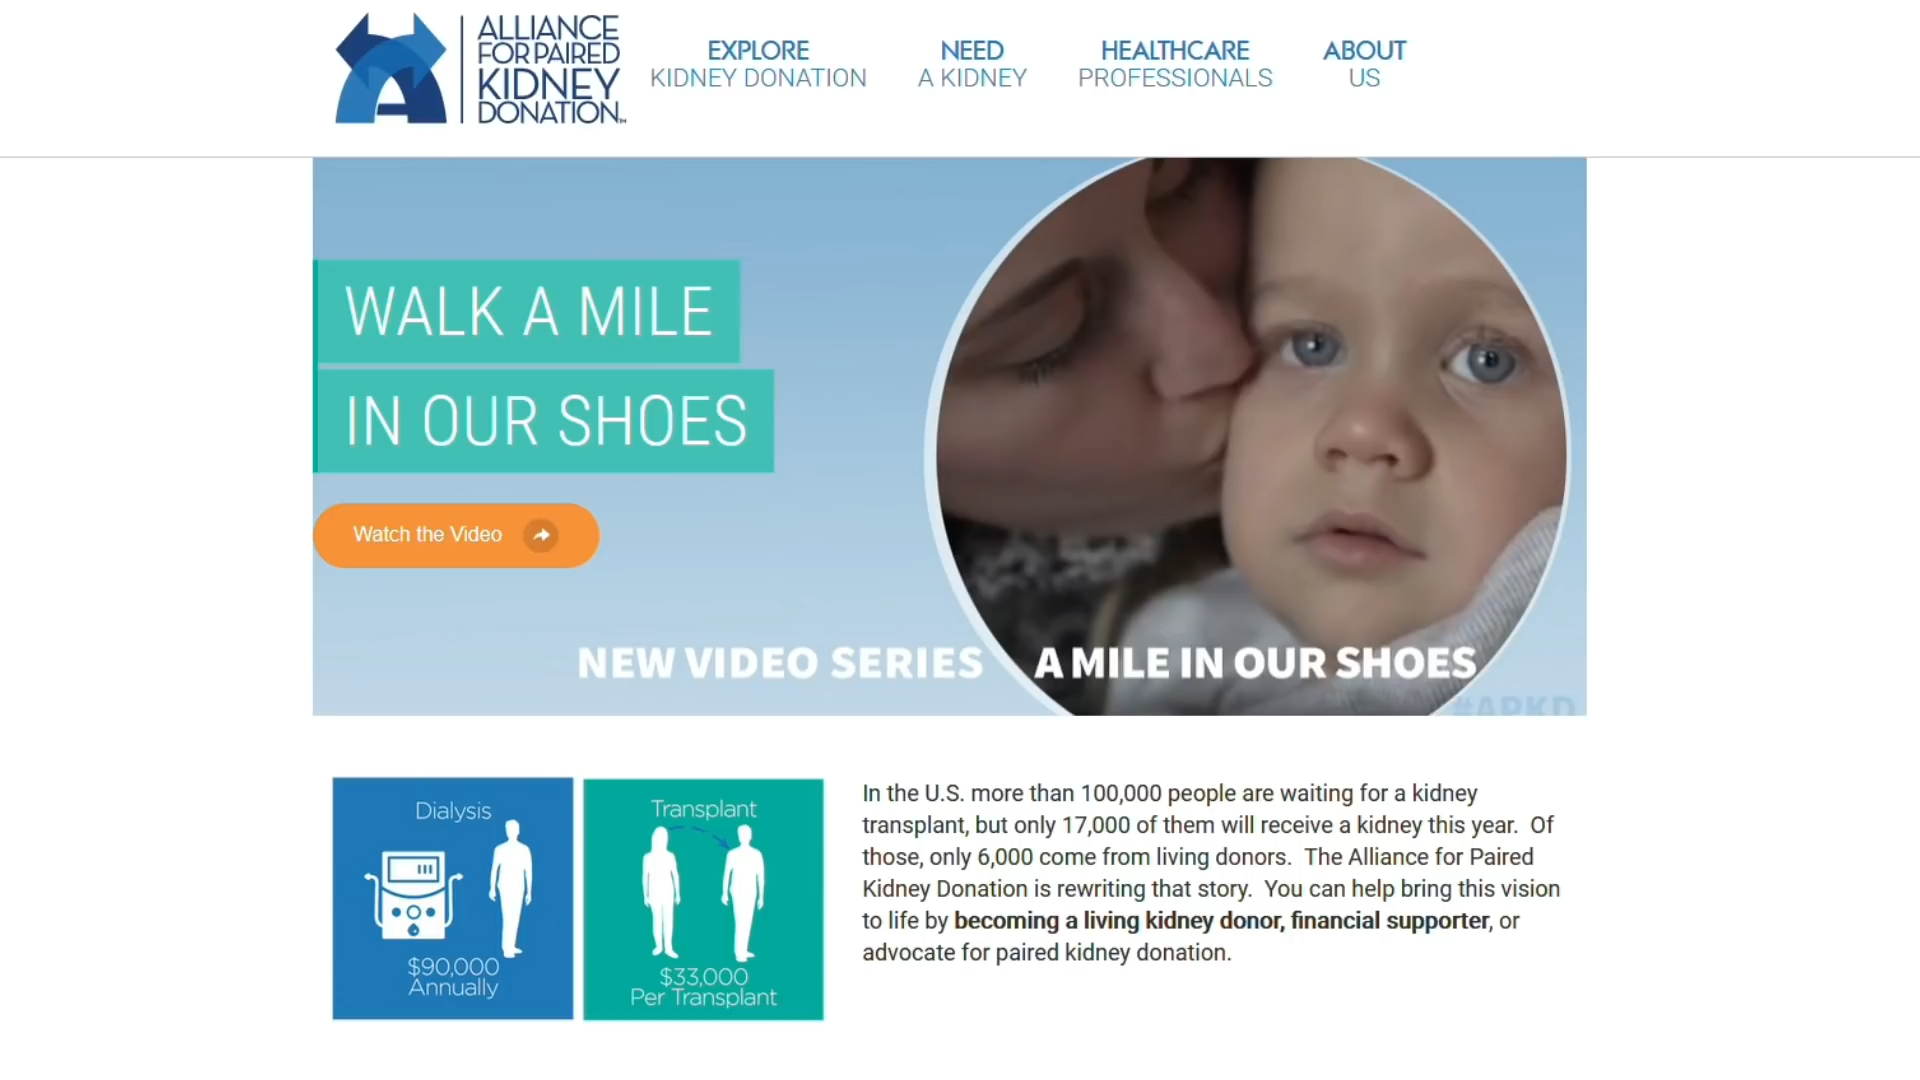 ALLIANCE
FOR PAIRED
KIDNEY
DONATION™
EXPLORE
KIDNEY DONATION
NEED
A KIDNEY
HEALTHCARE
PROFESSIONALS
ABOUT
US
WALK A MILE
IN OUR SHOES
Watch the Video
NEW VIDEO SERIES A MILE IN OUR SHOES
#APKD
Dialysis
$90,000
Annually
Transplant
$33,000
Per Transplant
In the U.S. more than 100,000 people are waiting for a kidney
transplant, but only 17,000 of them will receive a kidney this year. Of
those, only 6,000 come from living donors. The Alliance for Paired
Kidney Donation is rewriting that story. You can help bring this vision
to life by becoming a living kidney donor, financial supporter, or
advocate for paired kidney donation.